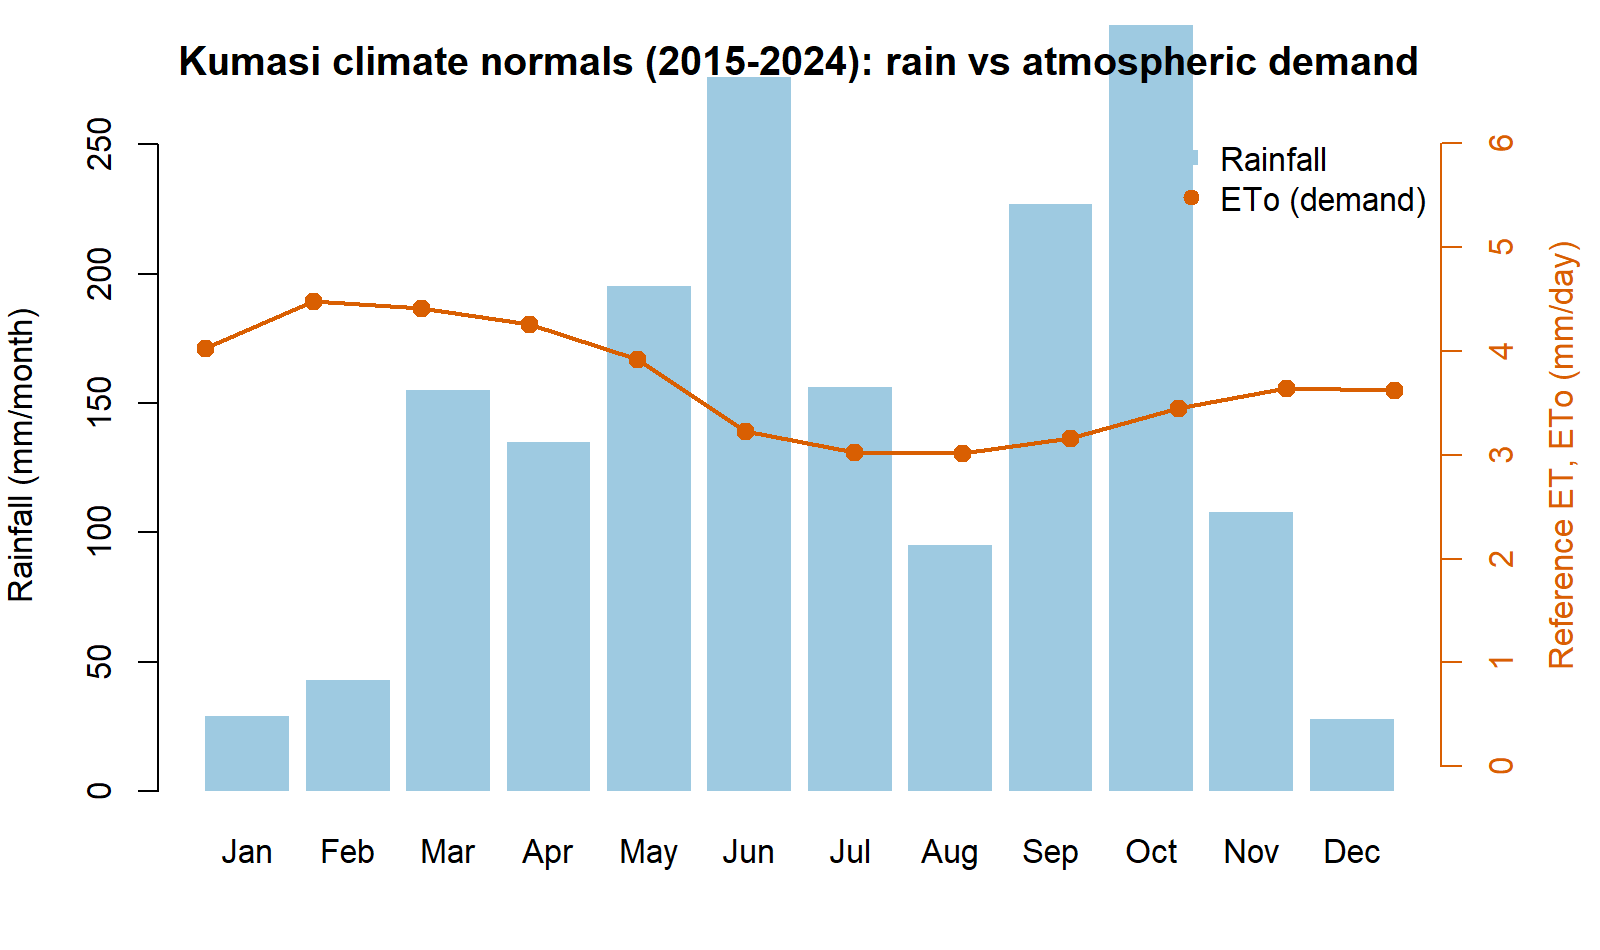 Kumasi climate normals (2015-2024): rain vs atmospheric demand
Rainfall
ETo (demand)
Rainfall (mm/month)
250
200
150
100
50
0
6
5
4
3
2
1
0
Reference ET, ETo (mm/day)
Jan Feb Mar Apr May Jun Jul Aug Sep Oct Nov Dec